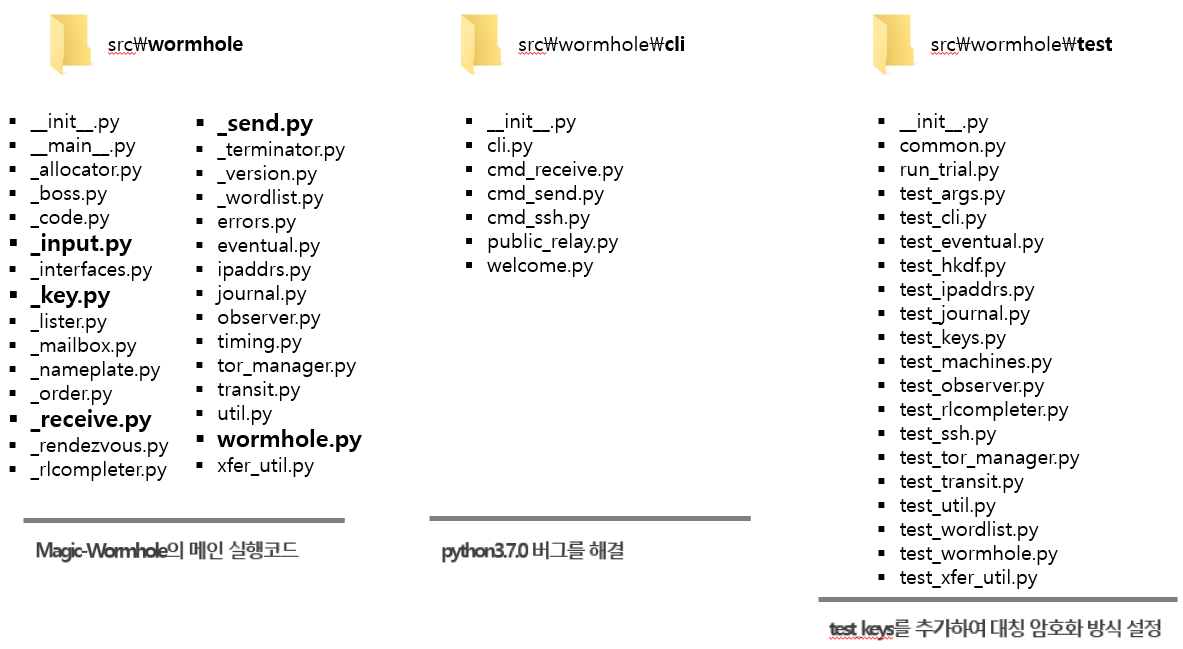 src₩wormhole
__init__.py
__main__.py
_allocator.py
_boss.py
_code.py
_input.py
_interfaces.py
_key.py
_lister.py
_mailbox.py
_nameplate.py
_order.py
_receive.py
_rendezvous.py
_rlcompleter.py
_send.py
_terminator.py
_version.py
_wordlist.py
errors.py
eventual.py
ipaddrs.py
journal.py
observer.py
timing.py
tor_manager.py
transit.py
util.py
wormhole.py
xfer_util.py
Magic-Wormhole의 메인 실행코드
src₩wormhole₩cli
__init__.py
cli.py
cmd_receive.py
cmd_send.py
cmd_ssh.py
public_relay.py
welcome.py
python3.7.0 버그를 해결
src₩wormhole₩test
__init__.py
common.py
run_trial.py
test_args.py
test_cli.py
test_eventual.py
test_hkdf.py
test_ipaddrs.py
test_journal.py
test_keys.py
test_machines.py
test_observer.py
test_rlcompleter.py
test_ssh.py
test_tor_manager.py
test_transit.py
test_util.py
test_wordlist.py
test_wormhole.py
test_xfer_util.py
test keys를 추가하여 대칭 암호화 방식 설정